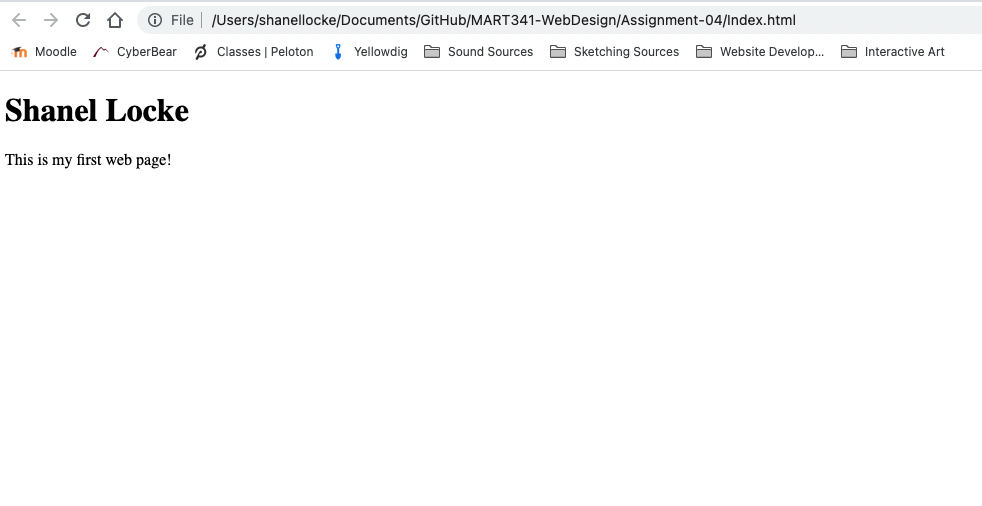 File | /Users/shanellocke/Documents/GitHub/MART341-WebDesign/Assignment-04/Index.html
Moodle CyberBear Classes | Peloton Yellowdig Sound Sources Sketching Sources Website Develop... Interactive Art
Shanel Locke
This is my first web page!